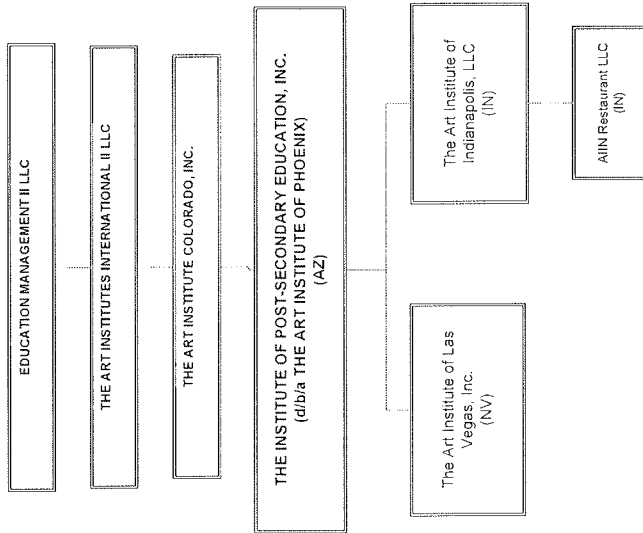 EDUCATION MANAGEMENT II LLC
THE ART INSTITUTES INTERNATIONAL II LLC
THE ART INSTITUTE COLORADO, INC.
THE INSTITUTE OF POST-SECONDARY EDUCATION, INC.
(d/b/a THE ART INSTITUTE OF PHOENIX)
(AZ)
The Art Institute of Las
Vegas, Inc.
(NV)
The Art Institute of
Indianapolis, LLC
(IN)
AIIN Restaurant LLC
(IN)